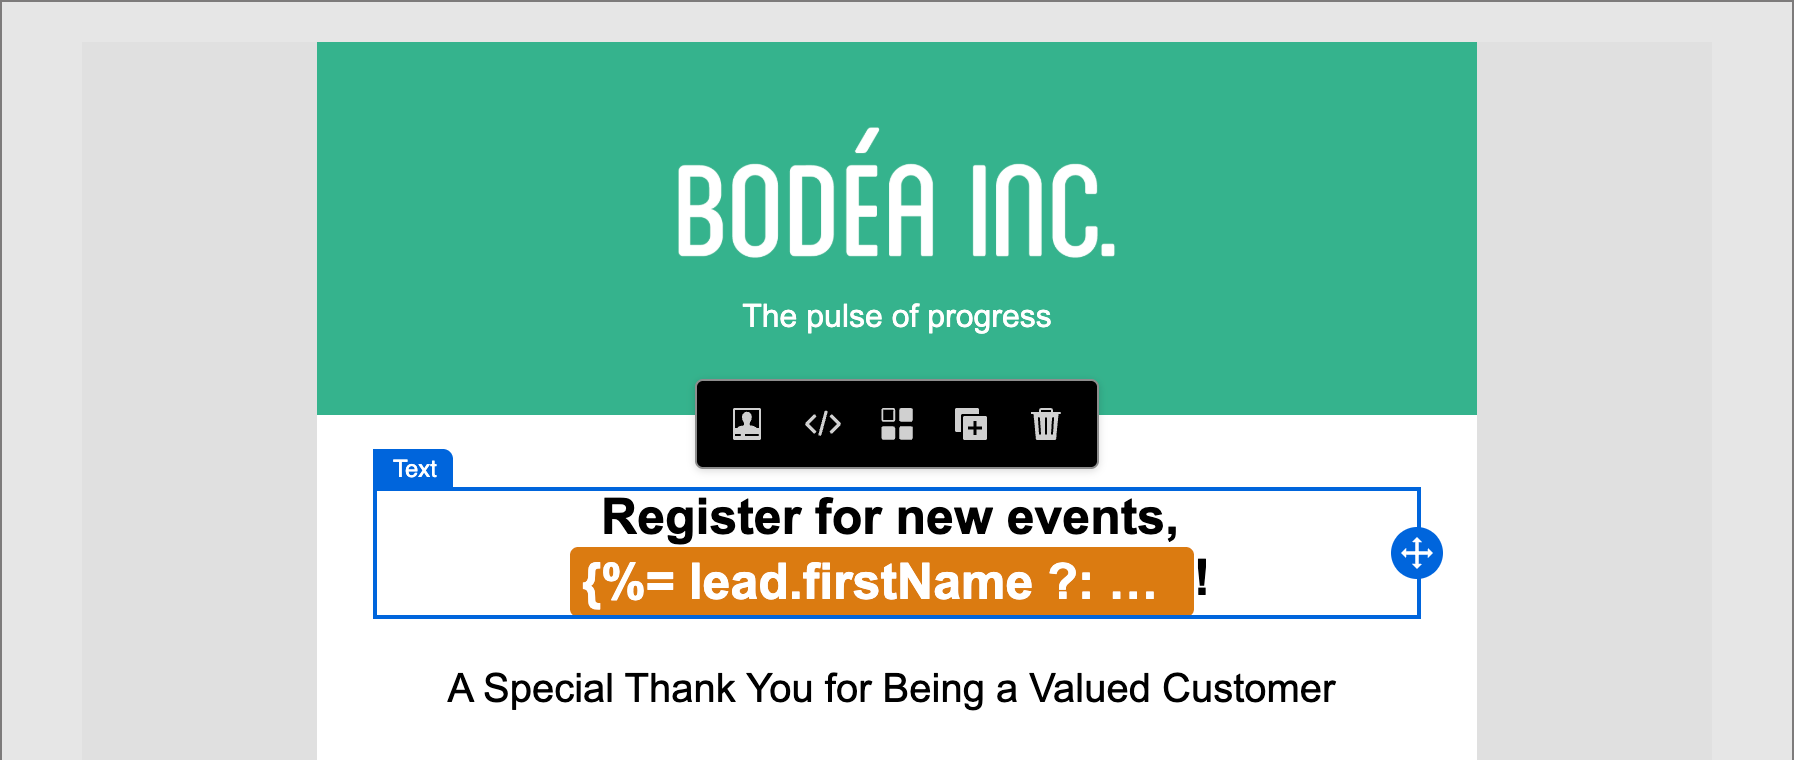 BODÉA INC.
The pulse of progress
Text
Register for new events,
{%= lead.firstName ?: ... !
A Special Thank You for Being a Valued Customer